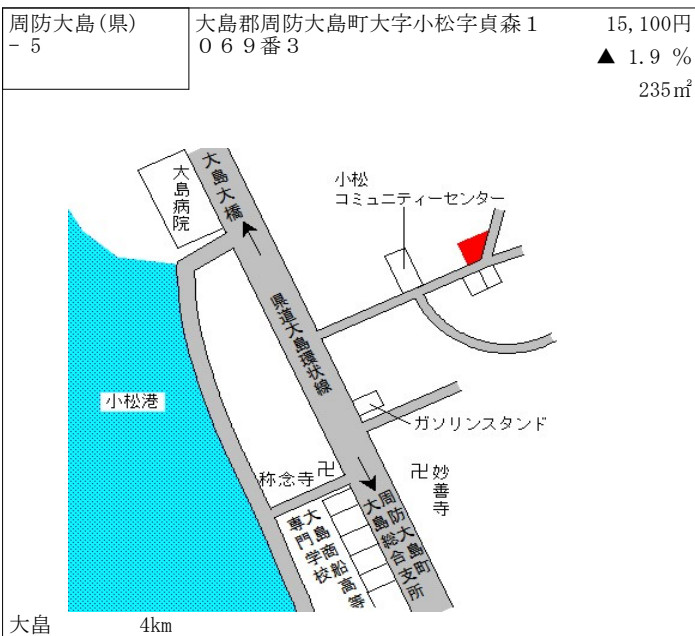 周防大島(県)
- 5
大島郡周防大島町大字小松字貞森1
069番3
15,100円
▲ 1.9 %
235㎡
大島病院
大島大橋
小松
コミュニティーセンター
県道大島環状線
小松港
ガソリンスタンド
称念寺卍
卍妙善寺
大島商船高等
専門学校
周防大島町
大島総合支所
大畠 4km